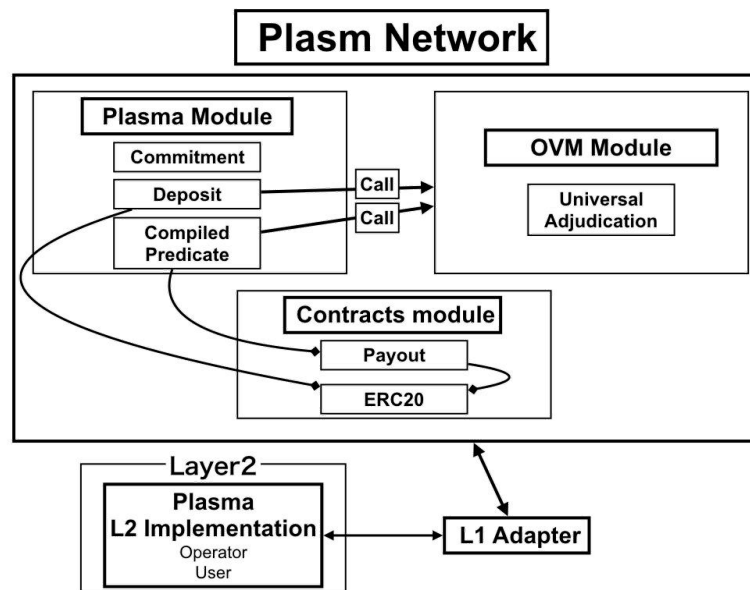 Plasm Network
Plasma Module
Commitment
Deposit
Compiled
Predicate
Call
Call
OVM Module
Universal
Adjudication
Contracts module
Payout
ERC20
Layer2
Plasma
L2 Implementation
Operator
User
L1 Adapter